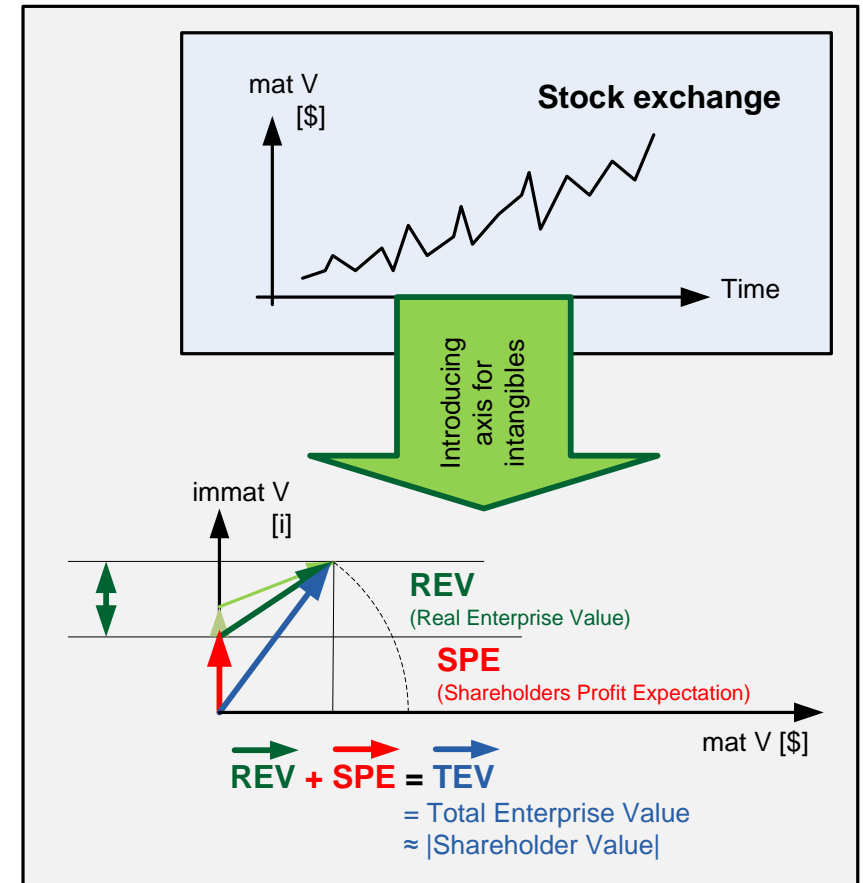 mat V
[$]
Stock exchange
Time
Introducing
axis for
intangibles
immat V
[i]
REV
(Real Enterprise Value)
SPE
(Shareholders Profit Expectation)
mat V [$]
REV + SPE = TEV
= Total Enterprise Value
≈ |Shareholder Value|